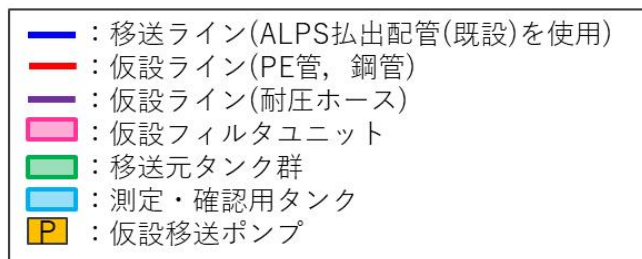 ：移送ライン(ALPS払出配管(既設)を使用)
：仮設ライン(PE管，鋼管)
：仮設ライン(耐圧ホース)
：仮設フィルタユニット
：移送元タンク群
：測定・確認用タンク
P：仮設移送ポンプ